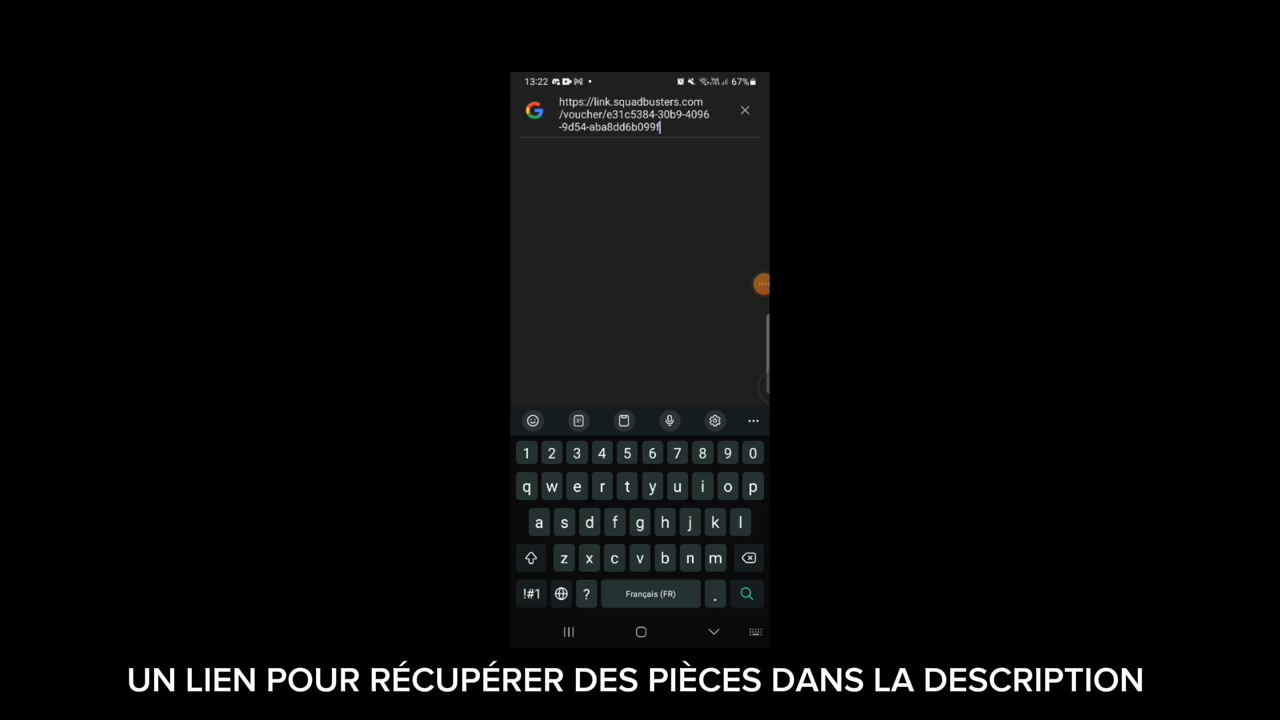 13:22
67%
https://link.squadbusters.com
/voucher/e31c5384-30b9-4096
-9d54-aba8dd6b099f
1 2 3 4 5 6 7 8 9 0
q w e r t y u i o p
a s d f g h j k l
z x c v b n m
!#1 ? Français (FR) .
UN LIEN POUR RÉCUPÉRER DES PIÈCES DANS LA DESCRIPTION